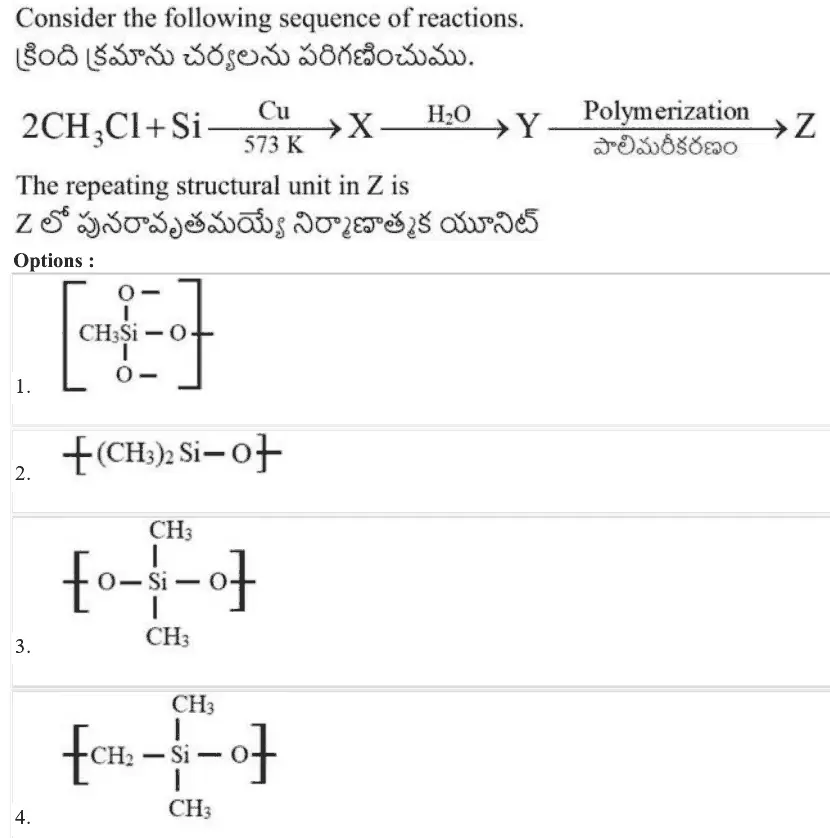 Consider the following sequence of reactions.
క్రింది క్రమాను చర్యలను పరిగణించుము.
2CH₃Cl + Si —Cu/573 K→ X —H₂O→ Y —Polymerization/పాలిమరీకరణం→ Z
The repeating structural unit in Z is
Z లో పునరావృతమయ్యే నిర్మాణాత్మక యూనిట్
Options :
O —
CH₃Si — O
O —
1.
(CH₃)₂ Si — O
2.
CH₃
O — Si — O
CH₃
3.
CH₃
CH₂ — Si — O
CH₃
4.